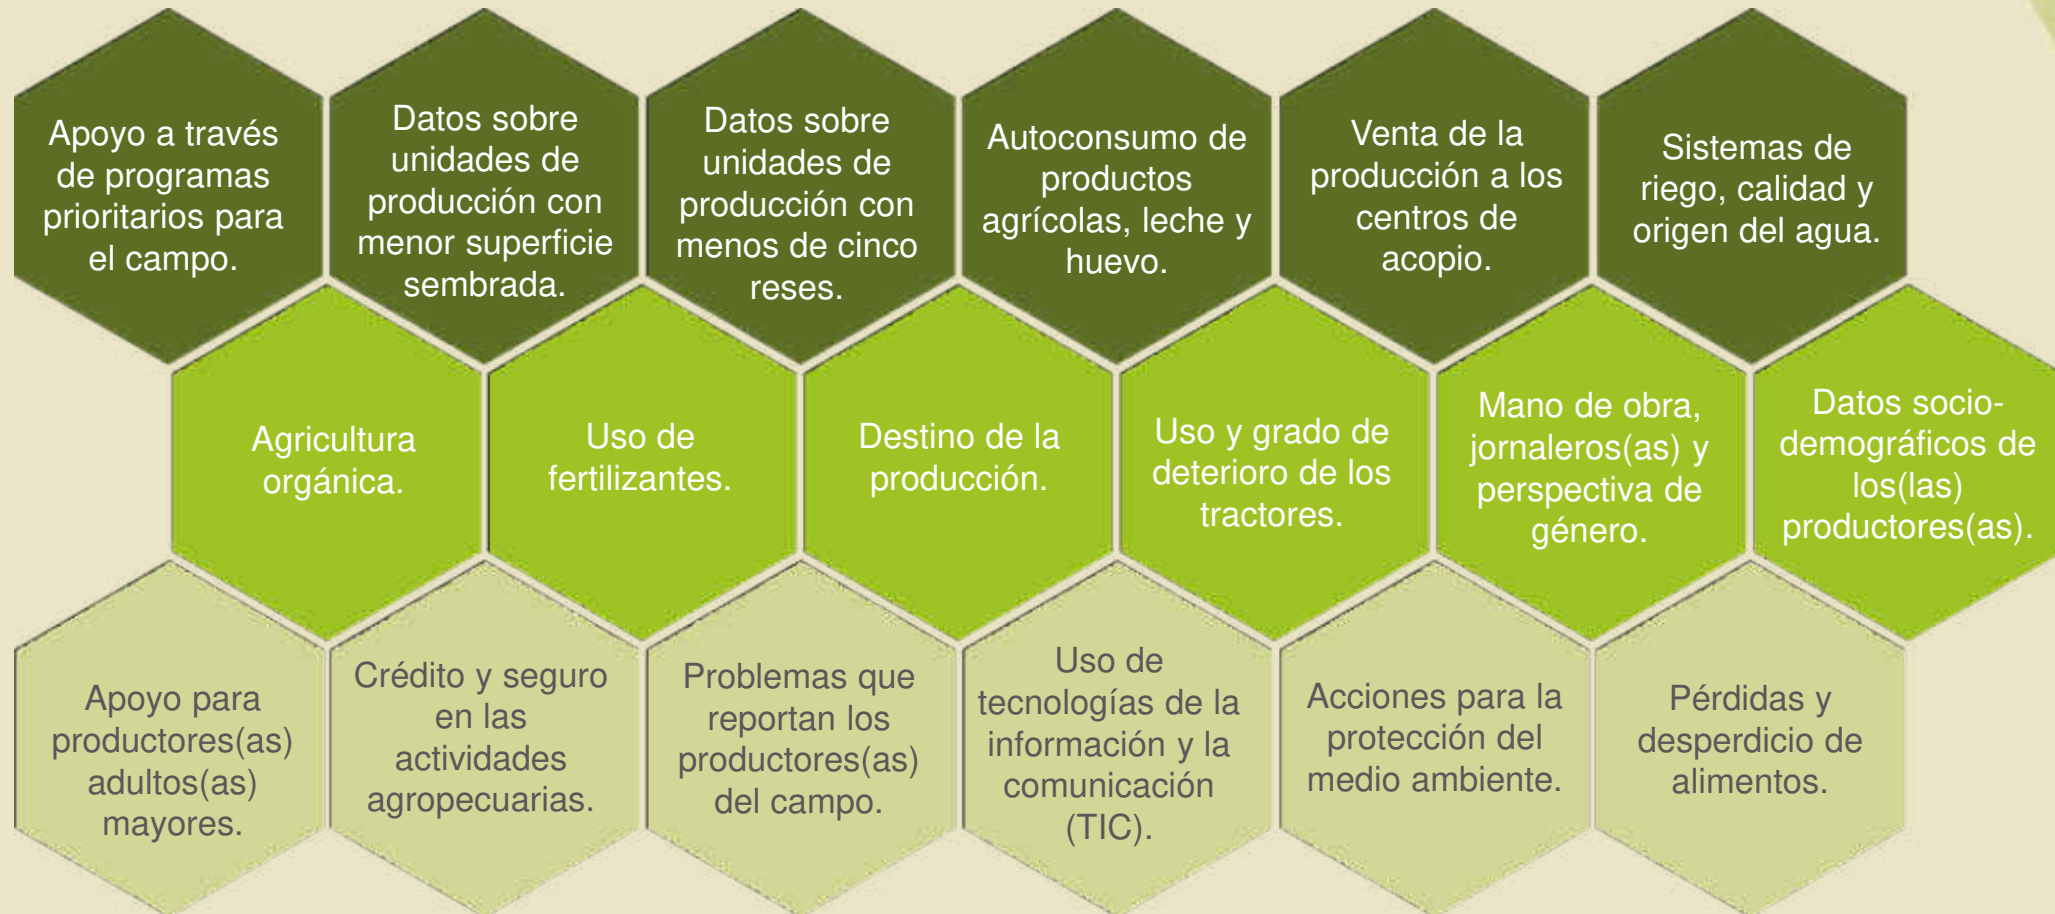 Apoyo a través
de programas
prioritarios para
el campo.
Datos sobre
unidades de
producción con
menor superficie
sembrada.
Datos sobre
unidades de
producción con
menos de cinco
reses.
Autoconsumo de
productos
agrícolas, leche y
huevo.
Venta de la
producción a los
centros de
acopio.
Sistemas de
riego, calidad y
origen del agua.
Agricultura
orgánica.
Uso de
fertilizantes.
Destino de la
producción.
Uso y grado de
deterioro de los
tractores.
Mano de obra,
jornaleros(as) y
perspectiva de
género.
Datos socio-
demográficos de
los(las)
productores(as).
Apoyo para
productores(as)
adultos(as)
mayores.
Crédito y seguro
en las
actividades
agropecuarias.
Problemas que
reportan los
productores(as)
del campo.
Uso de
tecnologías de la
información y la
comunicación
(TIC).
Acciones para la
protección del
medio ambiente.
Pérdidas y
desperdicio de
alimentos.